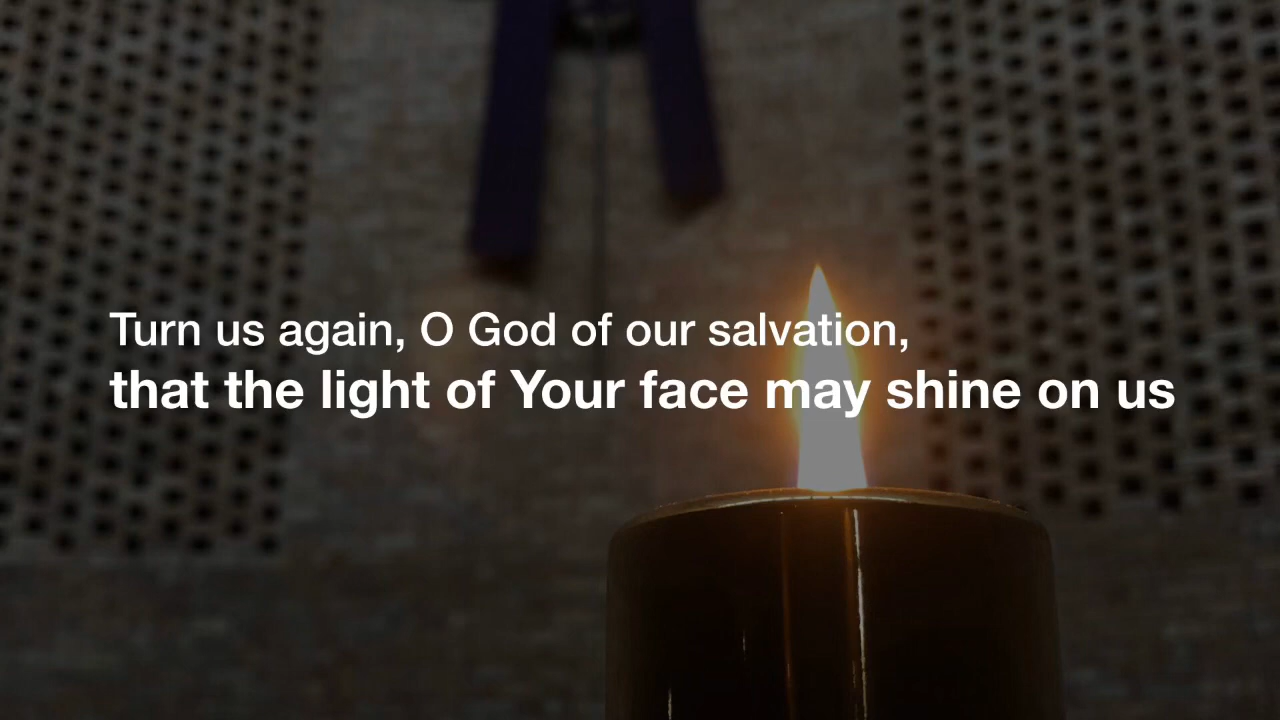 Turn us again, O God of our salvation,
that the light of Your face may shine on us